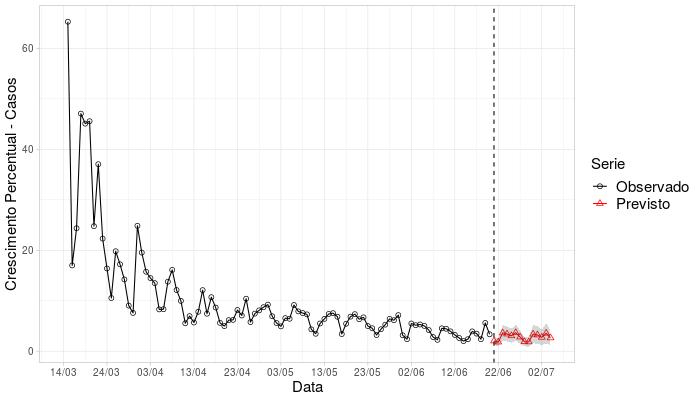 Crescimento Percentual - Casos
60
40
20
0
14/03 24/03 03/04 13/04 23/04 03/05 13/05 23/05 02/06 12/06 22/06 02/07
Data
Serie
Observado
Previsto